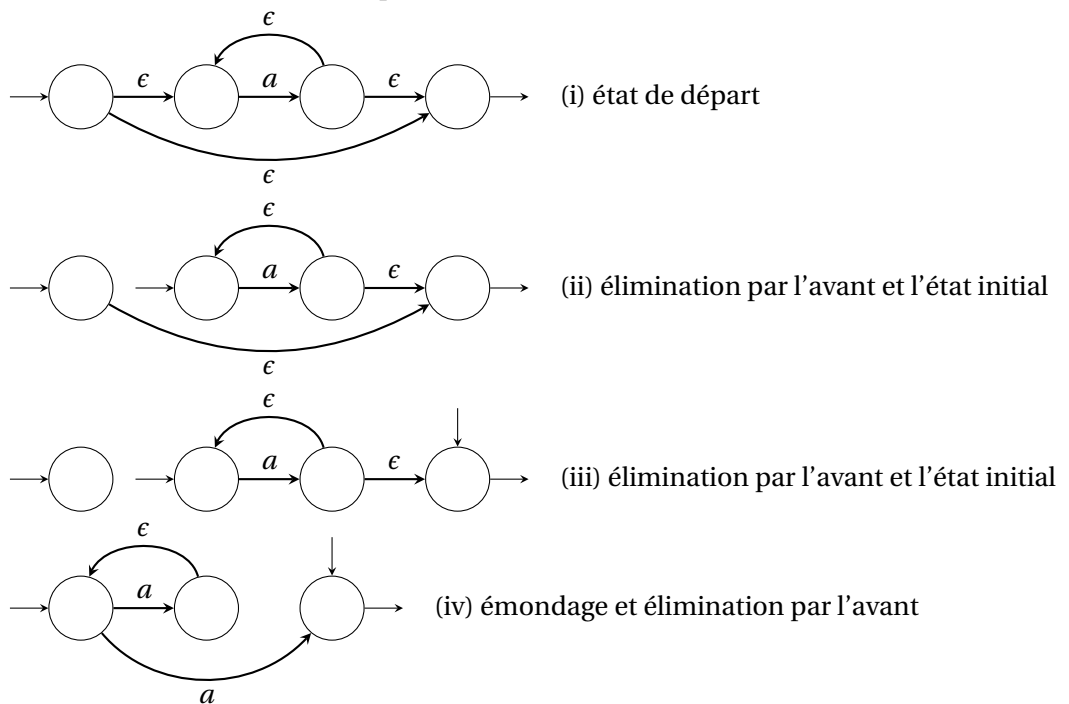 ϵ
ϵ a ϵ (i) état de départ
ϵ
ϵ
a ϵ (ii) élimination par l'avant et l'état initial
ϵ
ϵ
a ϵ (iii) élimination par l'avant et l'état initial
ϵ
a (iv) émondage et élimination par l'avant
a